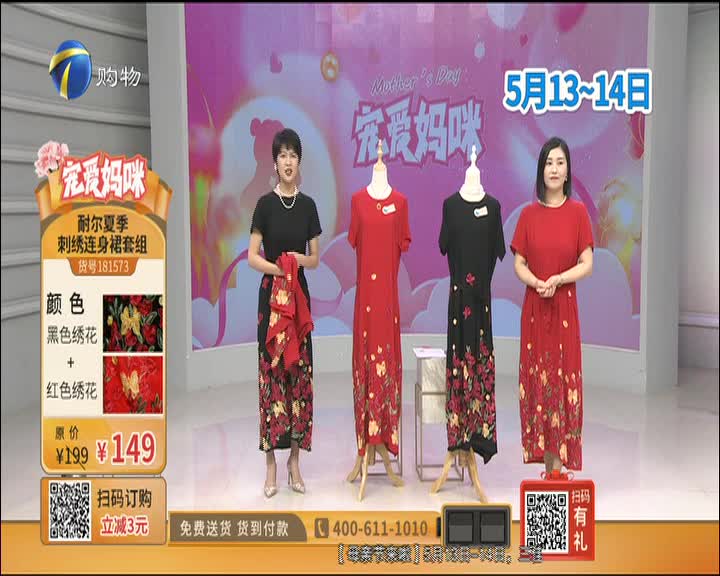 购物
Mother's Day
宠爱妈咪
5月13~14日
宠爱妈咪
耐尔夏季
刺绣连身裙套组
货号181573
颜色
黑色绣花
+
红色绣花
原价
¥199
¥149
扫码订购
立减3元
免费送货 货到付款
400-611-1010
扫码有礼